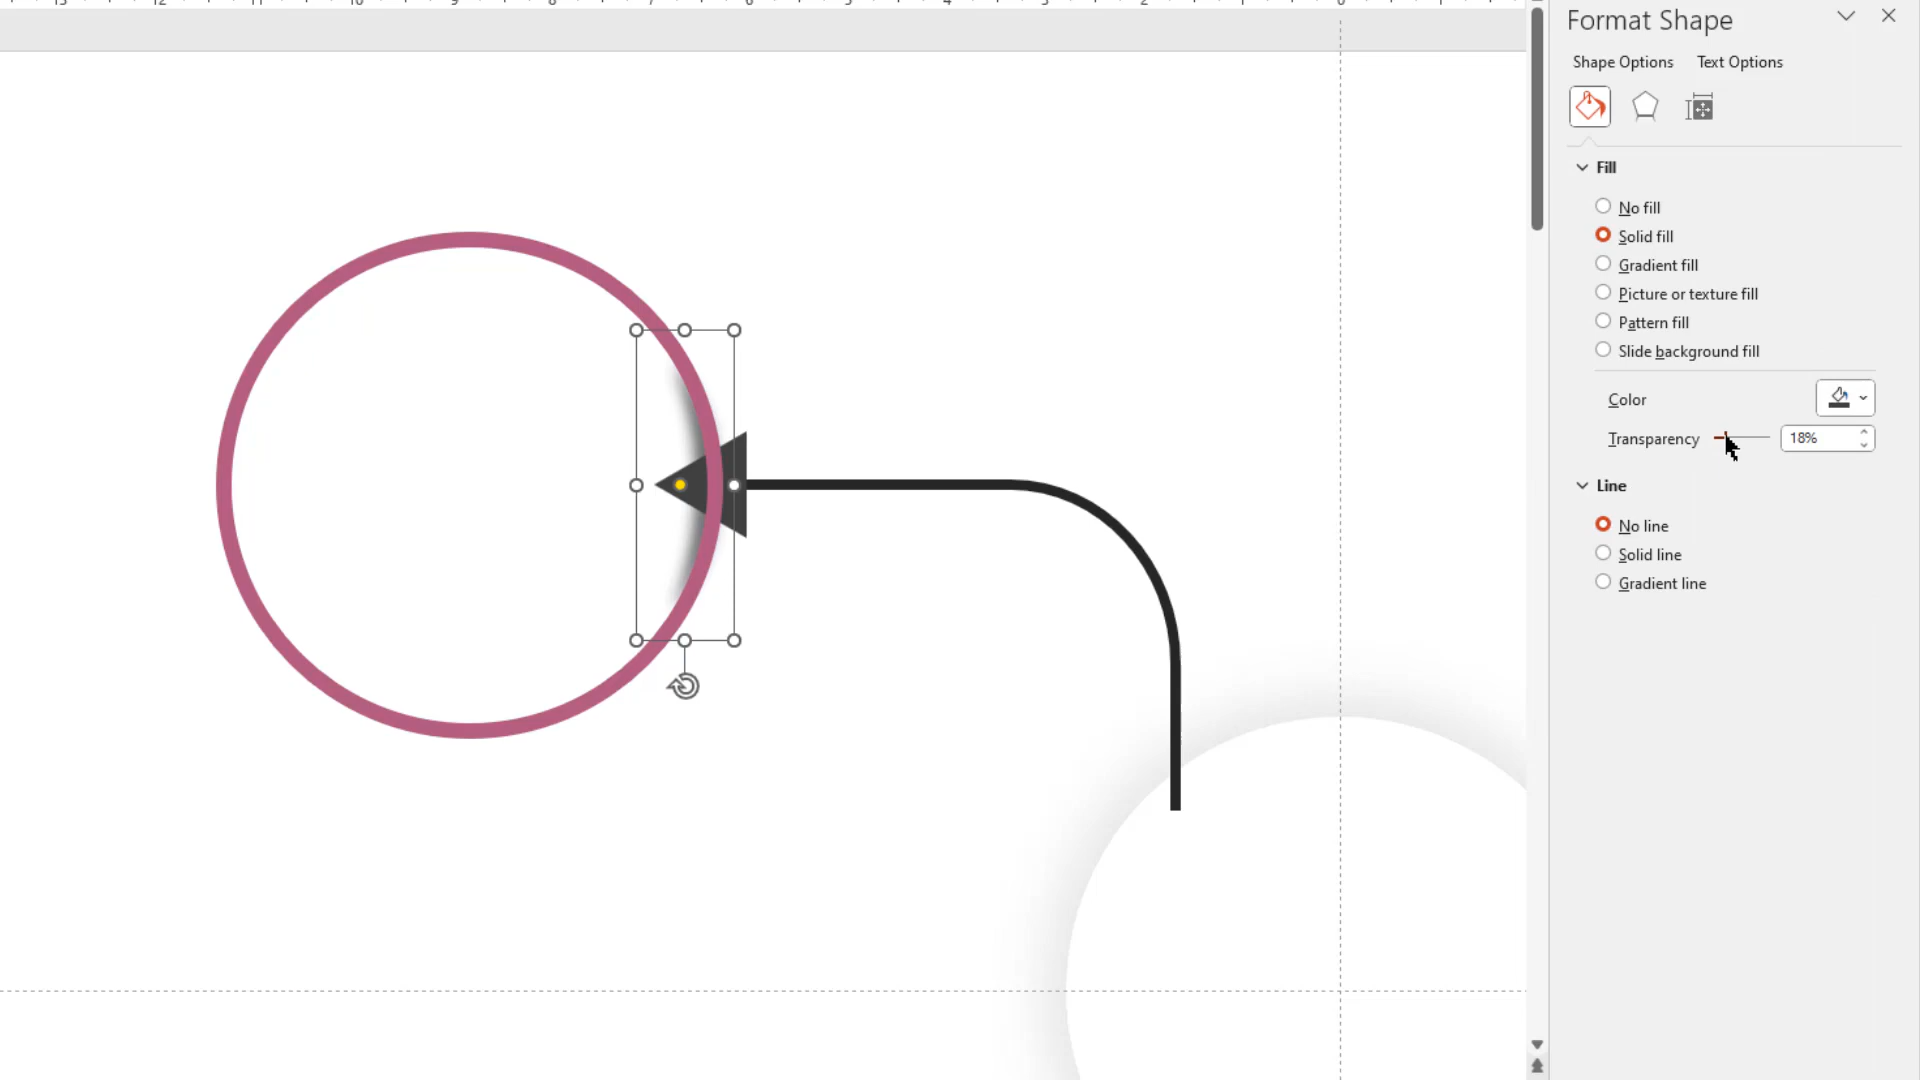 Format Shape
Shape Options Text Options
Fill
No fill
Solid fill
Gradient fill
Picture or texture fill
Pattern fill
Slide background fill
Color
Transparency 18%
Line
No line
Solid line
Gradient line